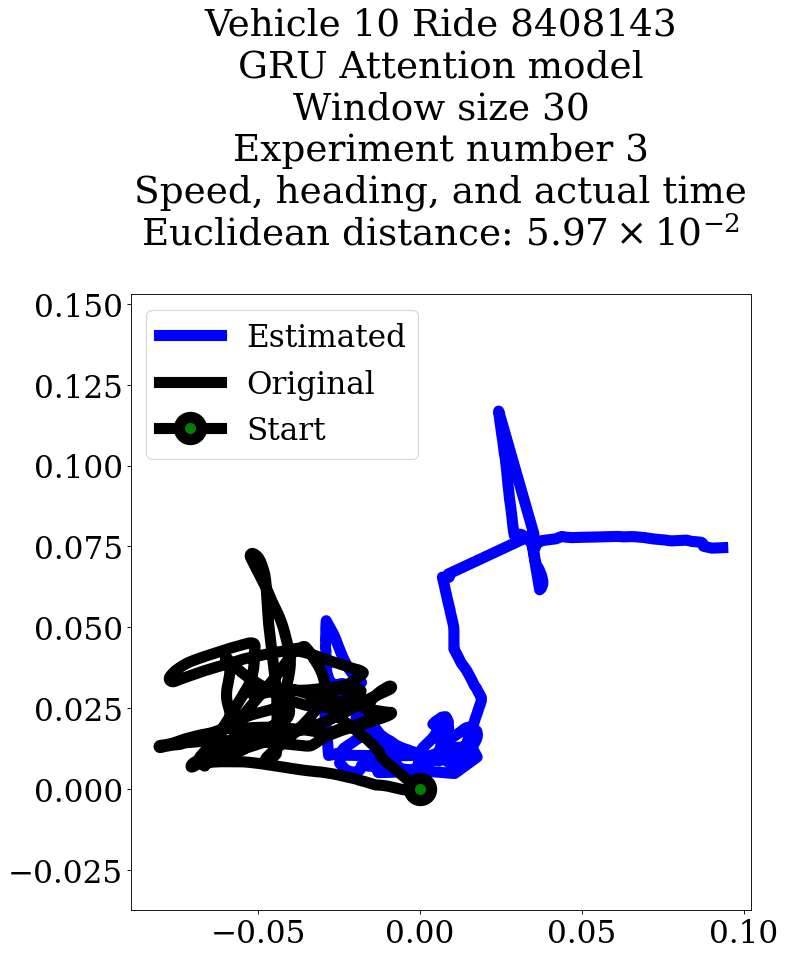 Vehicle 10 Ride 8408143
GRU Attention model
Window size 30
Experiment number 3
Speed, heading, and actual time
Euclidean distance: 5.97 × 10⁻²
0.150
Estimated
0.125
Original
Start
0.100
0.075
0.050
0.025
0.000
−0.025
−0.05 0.00 0.05 0.10